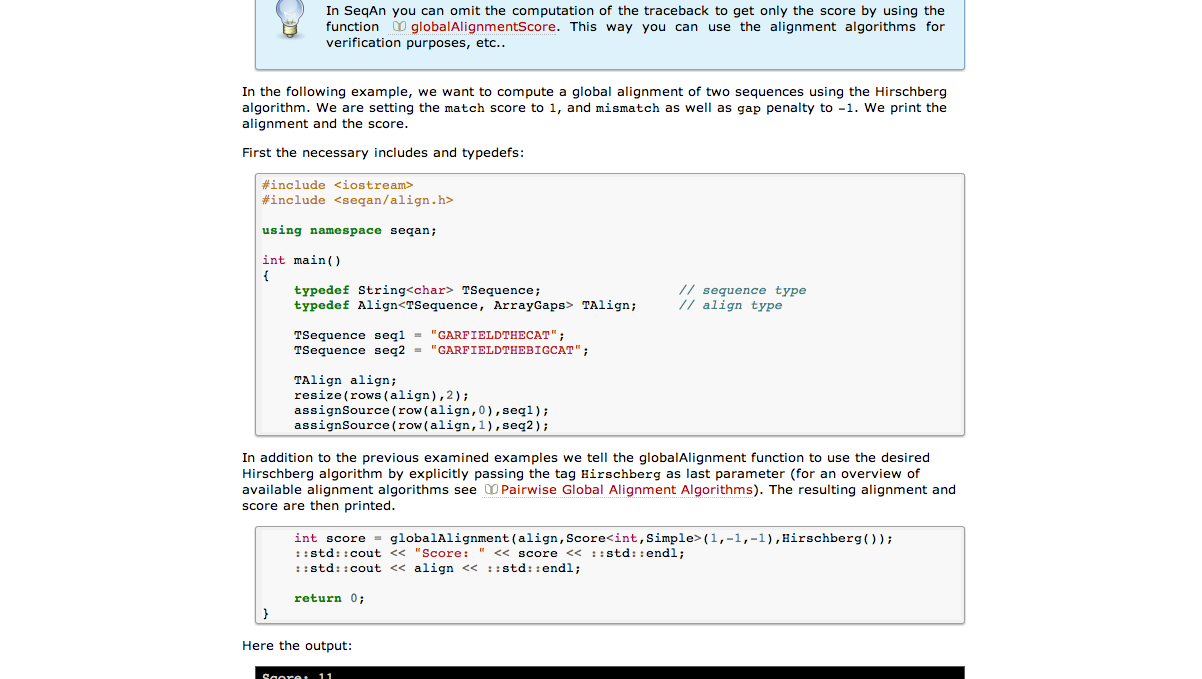 In SeqAn you can omit the computation of the traceback to get only the score by using the
function globalAlignmentScore. This way you can use the alignment algorithms for
verification purposes, etc..
In the following example, we want to compute a global alignment of two sequences using the Hirschberg
algorithm. We are setting the match score to 1, and mismatch as well as gap penalty to -1. We print the
alignment and the score.
First the necessary includes and typedefs:
#include <iostream>
#include <seqan/align.h>
using namespace seqan;
int main()
{
typedef String<char> TSequence; // sequence type
typedef Align<TSequence, ArrayGaps> TAlign; // align type
TSequence seq1 = "GARFIELDTHECAT";
TSequence seq2 = "GARFIELDTHEBIGCAT";
TAlign align;
resize(rows(align),2);
assignSource(row(align,0),seq1);
assignSource(row(align,1),seq2);
In addition to the previous examined examples we tell the globalAlignment function to use the desired
Hirschberg algorithm by explicitly passing the tag Hirschberg as last parameter (for an overview of
available alignment algorithms see Pairwise Global Alignment Algorithms). The resulting alignment and
score are then printed.
int score = globalAlignment(align,Score<int,Simple>(1,-1,-1),Hirschberg());
::std::cout << "Score: " << score << ::std::endl;
::std::cout << align << ::std::endl;
return 0;
}
Here the output:
Score: 11